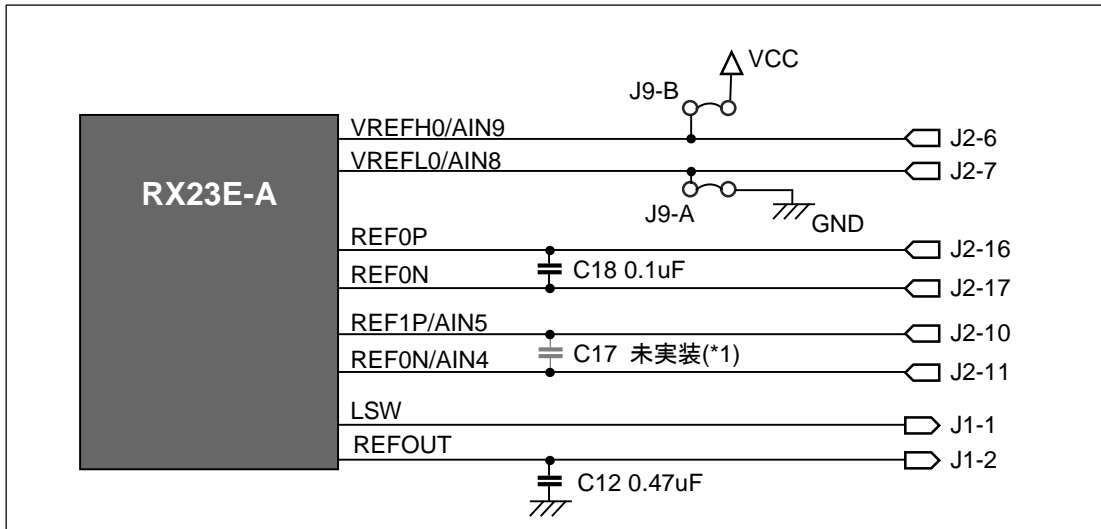 VCC
J9-B
VREFH0/AIN9
J2-6
VREFL0/AIN8
J2-7
RX23E-A
J9-A
GND
REF0P
J2-16
C18 0.1uF
REF0N
J2-17
REF1P/AIN5
J2-10
C17 未実装(*1)
REF0N/AIN4
J2-11
LSW
J1-1
REFOUT
J1-2
C12 0.47uF